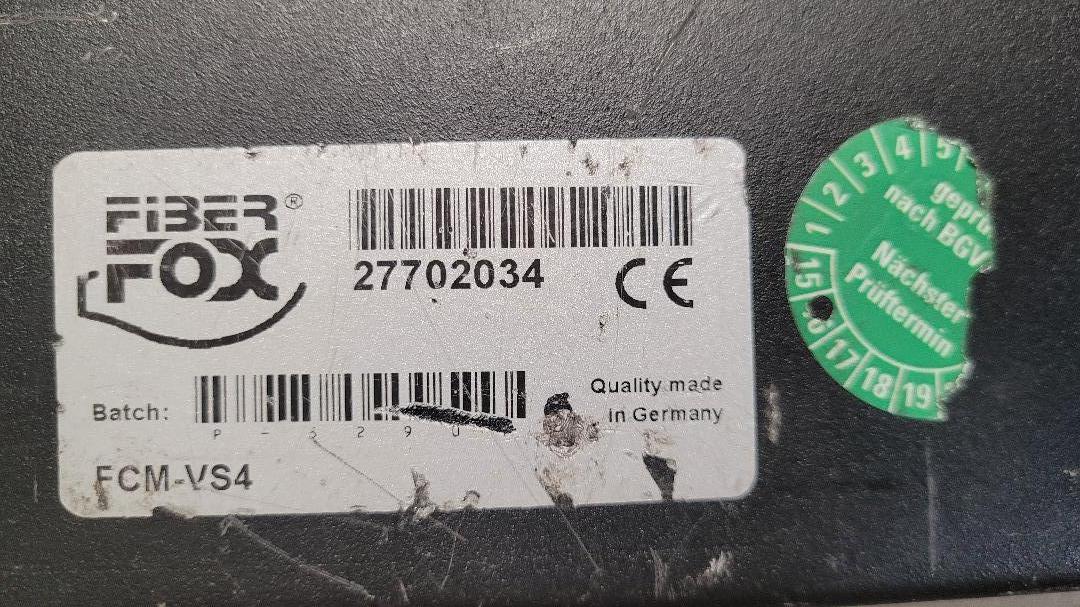 FiBER®
FOX
27702034
CE
Batch:
Quality made
in Germany
FCM-VS4
1 2 3 4 5
nach BGV
Nächster
Prüftermin
15 17 18 19